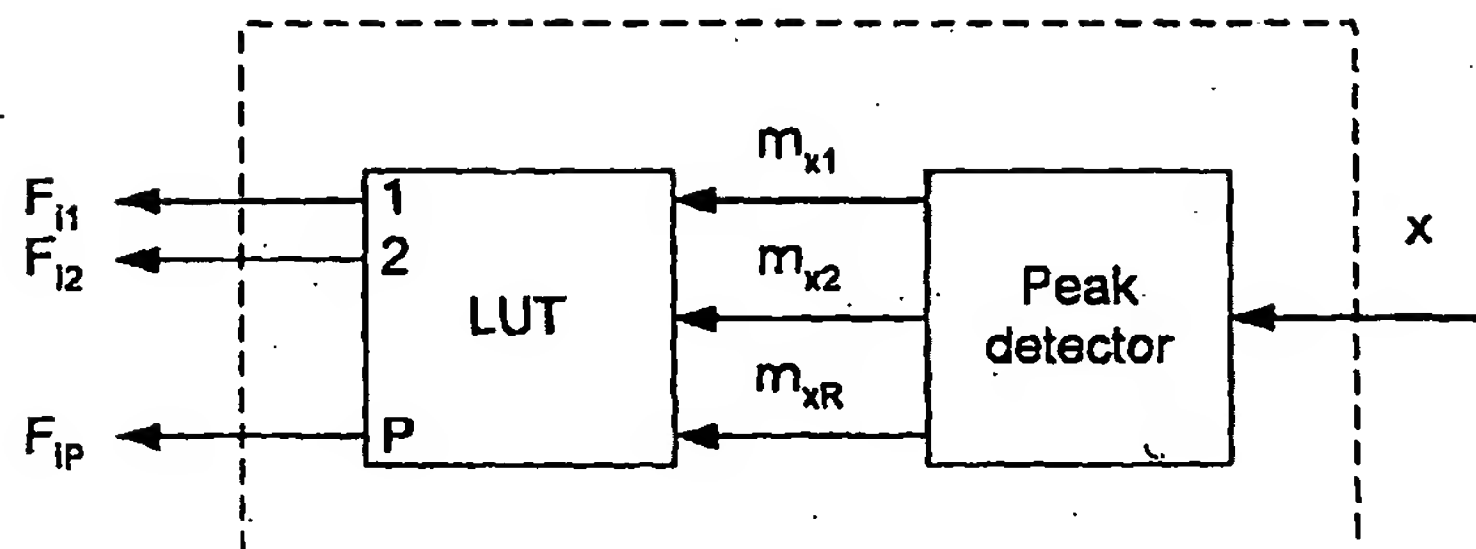 m_x1
F_i1
1
F_i2
2
m_x2
x
LUT
Peak
detector
m_xR
F_iP
P